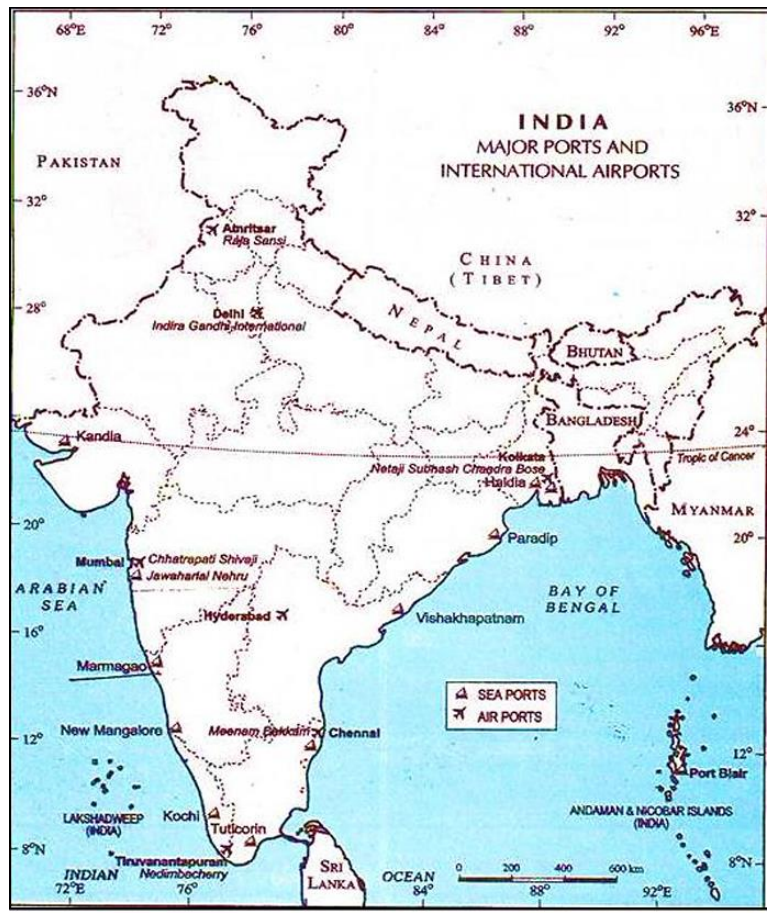 68°E 72° 76° 80° 84° 88° 92° 96°E
36°N
36°N
INDIA
MAJOR PORTS AND
INTERNATIONAL AIRPORTS
PAKISTAN
32°
32°
Amritsar
Raja Sansi
CHINA
(TIBET)
28°
28°
Delhi
Indira Gandhi International
NEPAL
BHUTAN
BANGLADESH
Kandla
24°
Tropic of Cancer
Kolkata
Netaji Subhash Chandra Bose
Haldia
MYANMAR
20°
20°
Paradip
Mumbai
Chhatrapati Shivaji
Jawaharlal Nehru
ARABIAN
SEA
BAY OF
BENGAL
Hyderabad
Vishakhapatnam
16°
16°
Marmagao
SEA PORTS
AIR PORTS
New Mangalore
Meenam Bakkam
Chennai
12°
12°
Port Blair
LAKSHADWEEP
(INDIA)
Kochi
Tuticorin
ANDAMAN & NICOBAR ISLANDS
(INDIA)
8°N
8°N
Tiruvanantapuram
Nedimbacherry
SRI
LANKA
INDIAN OCEAN
0 200 400 600 km
72°E 76° 84° 88° 92°E